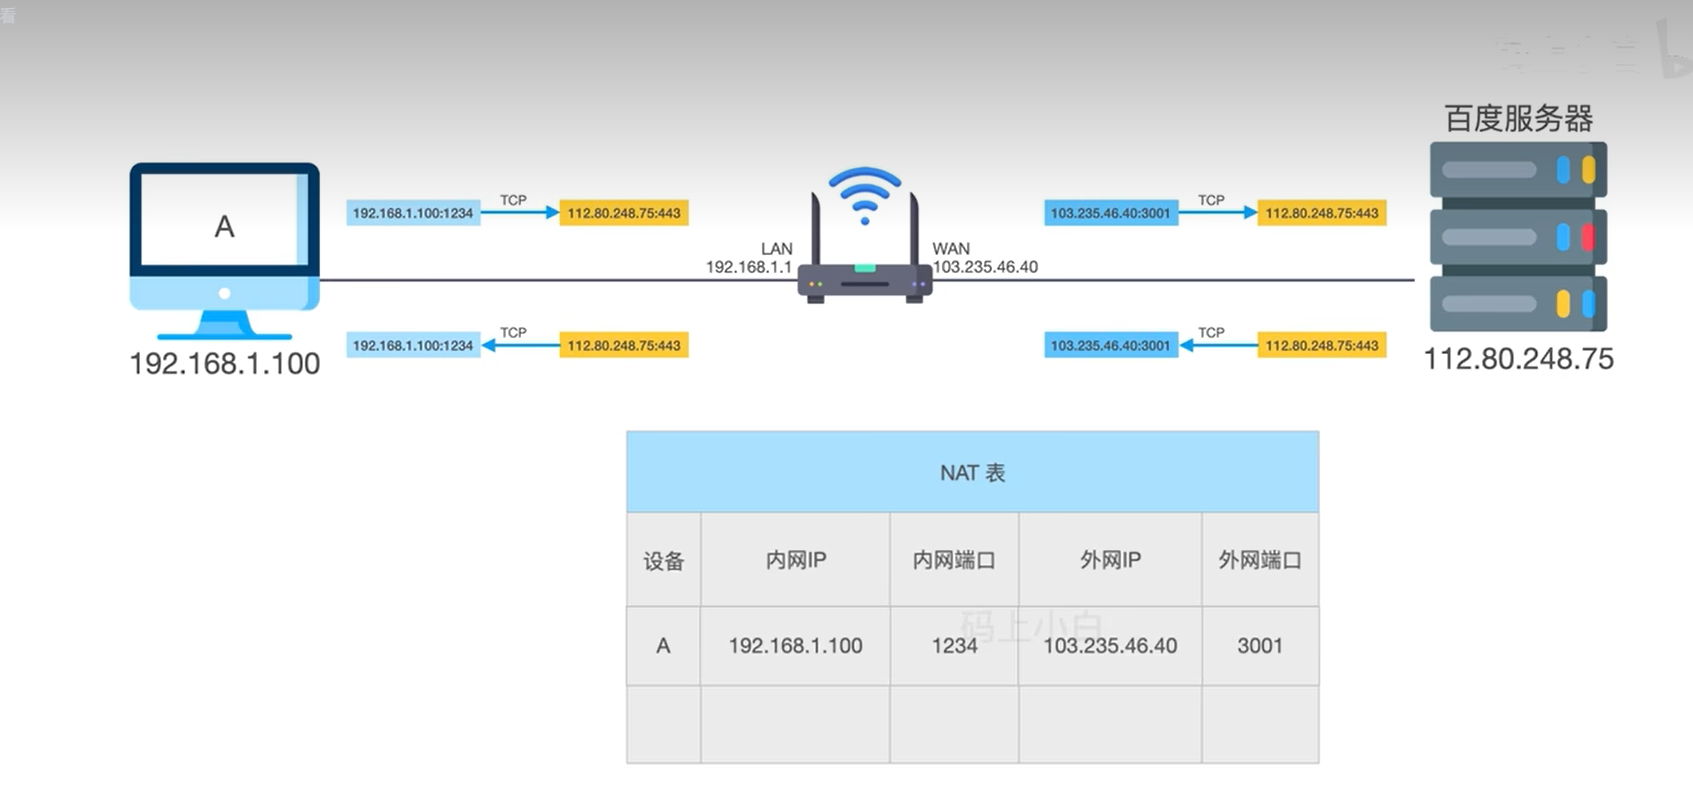 看
百度服务器
A
192.168.1.100:1234 TCP 112.80.248.75:443
103.235.46.40:3001 TCP 112.80.248.75:443
LAN
192.168.1.1
WAN
103.235.46.40
192.168.1.100:1234 TCP 112.80.248.75:443
103.235.46.40:3001 TCP 112.80.248.75:443
192.168.1.100
112.80.248.75
NAT 表
设备 内网IP 内网端口 外网IP 外网端口
码上小白
A 192.168.1.100 1234 103.235.46.40 3001